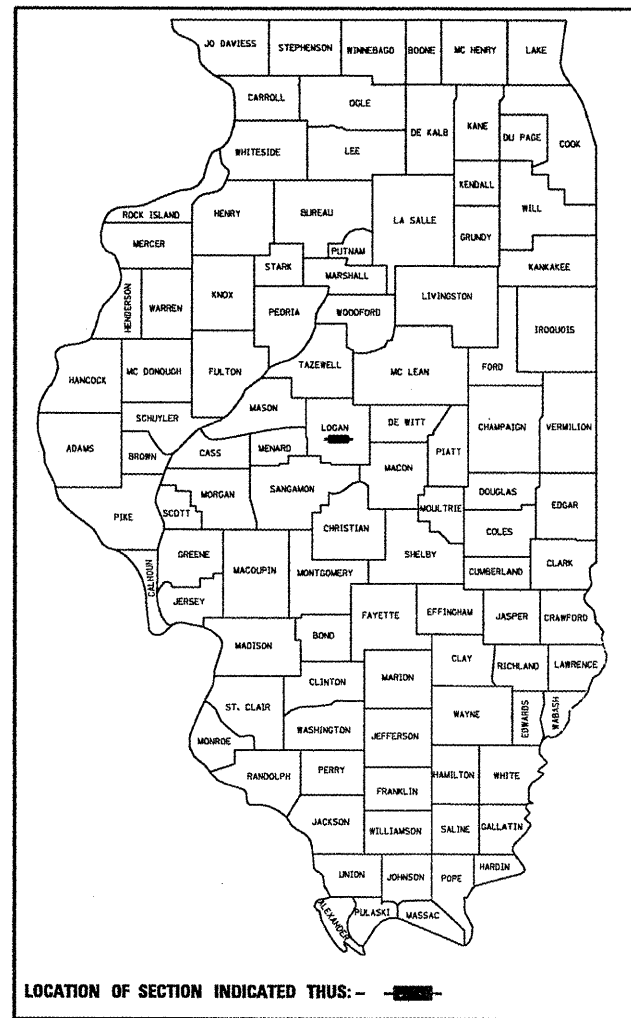 JO DAVIESS STEPHENSON WINNEBAGO BOONE MC HENRY LAKE
CARROLL OGLE DE KALB KANE DU PAGE COOK
WHITESIDE LEE KENDALL WILL
ROCK ISLAND HENRY BUREAU LA SALLE GRUNDY
MERCER PUTNAM KANKAKEE
STARK MARSHALL
HENDERSON WARREN KNOX PEORIA WOODFORD LIVINGSTON IROQUOIS
HANCOCK MC DONOUGH FULTON TAZEWELL MC LEAN FORD
SCHUYLER MASON LOGAN DE WITT CHAMPAIGN VERMILION
ADAMS BROWN CASS MENARD MACON PIATT
PIKE SCOTT MORGAN SANGAMON CHRISTIAN MOULTRIE DOUGLAS EDGAR
COLES
GREENE MACOUPIN MONTGOMERY SHELBY CUMBERLAND CLARK
CALHOUN JERSEY
FAYETTE EFFINGHAM JASPER CRAWFORD
MADISON BOND CLAY RICHLAND LAWRENCE
CLINTON MARION
ST. CLAIR WAYNE EDWARDS WABASH
MONROE WASHINGTON JEFFERSON
RANDOLPH PERRY HAMILTON WHITE
FRANKLIN
JACKSON WILLIAMSON SALINE GALLATIN
UNION JOHNSON POPE HARDIN
ALEXANDER PULASKI MASSAC
LOCATION OF SECTION INDICATED THUS: -